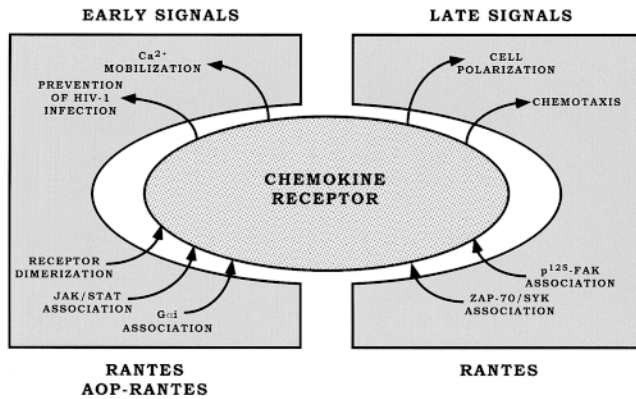 EARLY SIGNALS
LATE SIGNALS
Ca²⁺
MOBILIZATION
PREVENTION
OF HIV-1
INFECTION
CELL
POLARIZATION
CHEMOTAXIS
CHEMOKINE
RECEPTOR
RECEPTOR
DIMERIZATION
JAK/STAT
ASSOCIATION
Gαi
ASSOCIATION
p¹²⁵-FAK
ASSOCIATION
ZAP-70/SYK
ASSOCIATION
RANTES
AOP-RANTES
RANTES